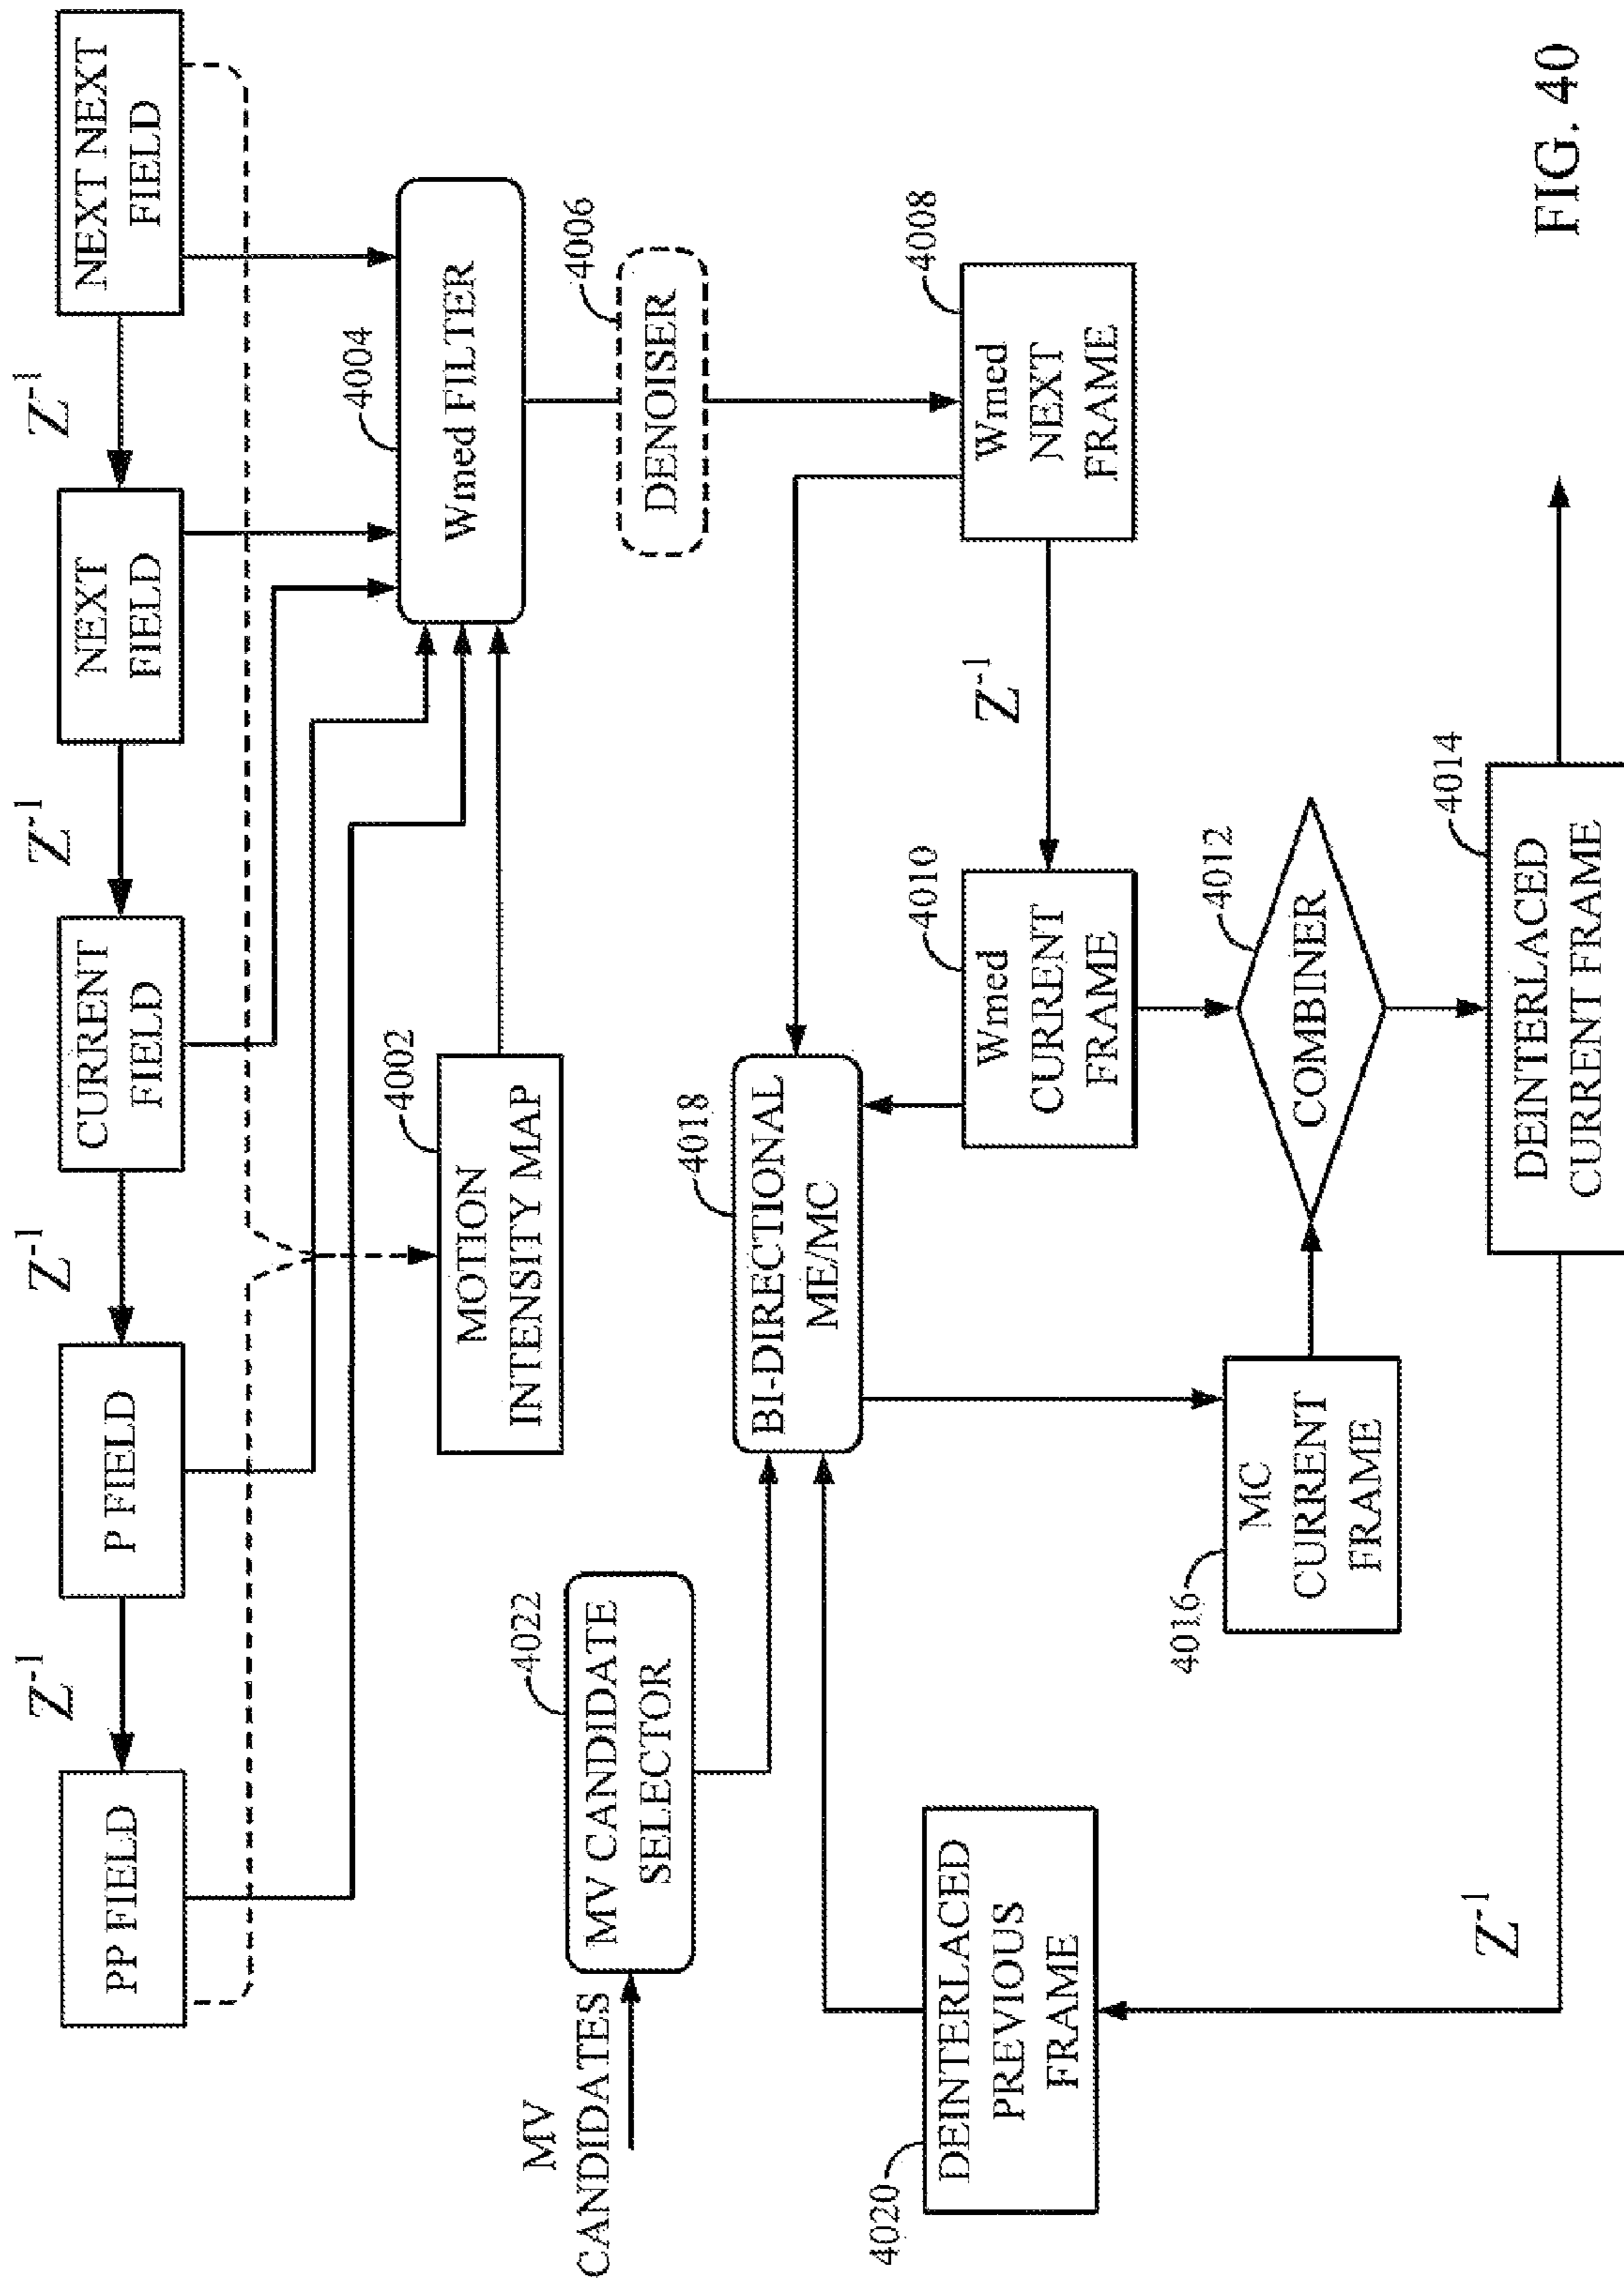 PP FIELD
Z-1
P FIELD
Z-1
CURRENT
FIELD
Z-1
NEXT
FIELD
Z-1
NEXT NEXT
FIELD
4002
MOTION
INTENSITY MAP
4004
Wmed FILTER
4006
DENOISER
MV
CANDIDATES
4022
MV CANDIDATE
SELECTOR
4018
BI-DIRECTIONAL
ME/MC
4008
Wmed
NEXT
FRAME
Z-1
4010
Wmed
CURRENT
FRAME
4020
DEINTERLACED
PREVIOUS
FRAME
4016
MC
CURRENT
FRAME
4012
COMBINER
4014
DEINTERLACED
CURRENT FRAME
Z-1
FIG. 40